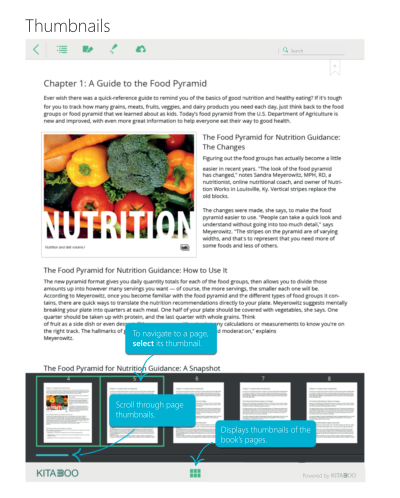 Thumbnails
Search
Chapter 1: A Guide to the Food Pyramid
Ever wish there was a quick-reference guide to remind you of the basics of good nutrition and healthy eating? If it's tough
for you to track how many grains, meats, fruits, veggies, and dairy products you need each day, just think back to the food
groups or food pyramid that we learned about as kids. Today's food pyramid from the U.S. Department of Agriculture is
new and improved, with even more great information to help everyone eat their way to good health.
NUTRITION
Nutrition and diet volume I
The Food Pyramid for Nutrition Guidance:
The Changes
Figuring out the food groups has actually become a little
easier in recent years. "The look of the food pyramid
has changed," notes Sandra Meyerowitz, MPH, RD, a
nutritionist, online nutritional coach, and owner of Nutri-
tion Works in Louisville, Ky. Vertical stripes replace the
old blocks.
The changes were made, she says, to make the food
pyramid easier to use. "People can take a quick look and
understand without going into too much detail," says
Meyerowitz. "The stripes on the pyramid are of varying
widths, and that s to represent that you need more of
some foods and less of others.
The Food Pyramid for Nutrition Guidance: How to Use It
The new pyramid format gives you daily quantity totals for each of the food groups, then allows you to divide those
amounts up into however many servings you want — of course, the more servings, the smaller each one will be.
According to Meyerowitz, once you become familiar with the food pyramid and the different types of food groups it con-
tains, there are quick ways to translate the nutrition recommendations directly to your plate. Meyerowitz suggests mentally
breaking your plate into quarters at each meal. One half of your plate should be covered with vegetables, she says. One
quarter should be taken up with protein, and the last quarter with whole grains. Think
of fruit as a side dish or even calculations or measurements to know you're on
the right track. The hallmarks of moderation," explains
Meyerowitz.
To navigate to a page,
select its thumbnail.
The Food Pyramid for Nutrition Guidance: A Snapshot
4 5 6 7 8
Scroll through page
thumbnails.
Displays thumbnails of the
book's pages.
KITABOO
Powered by KITABOO